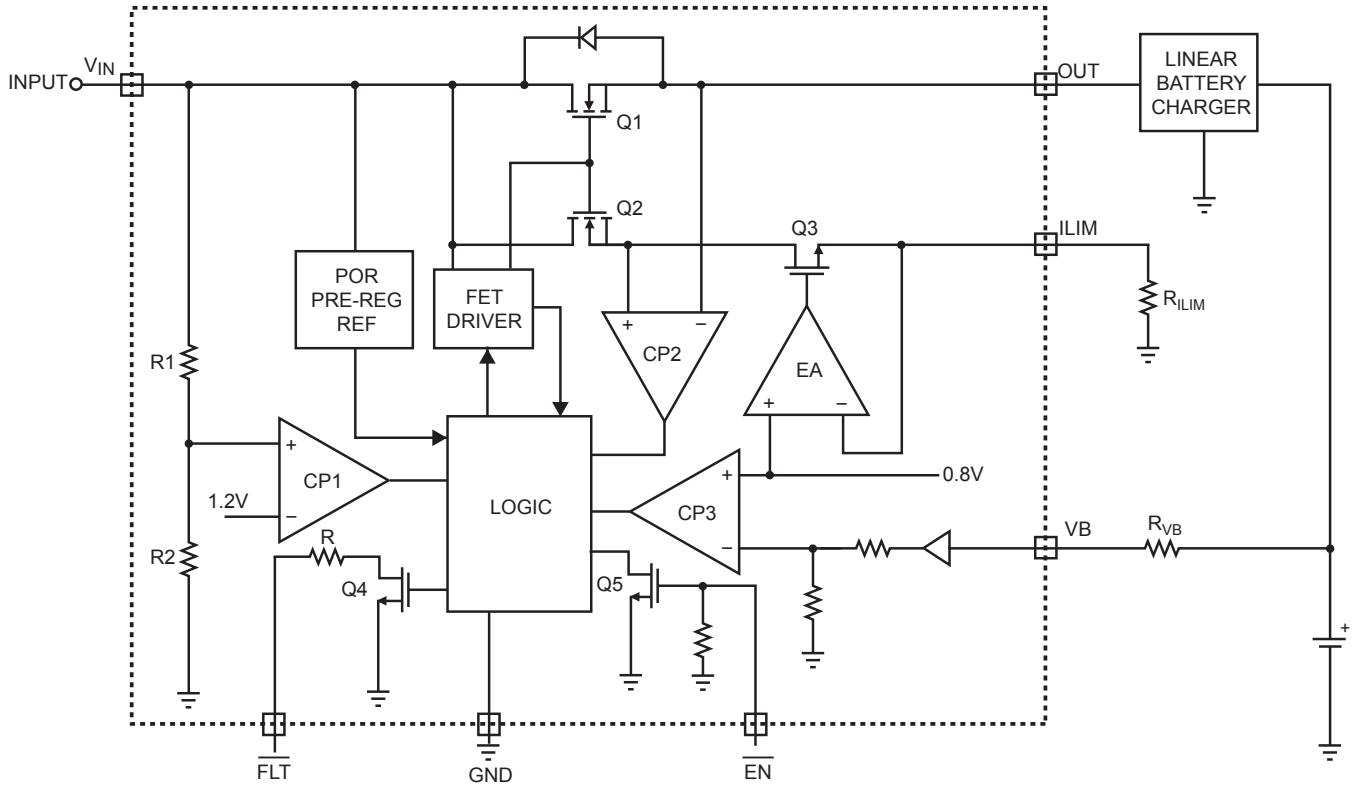 INPUT
VIN
OUT
LINEAR
BATTERY
CHARGER
Q1
Q2
Q3
ILIM
RILIM
POR
PRE-REG
REF
FET
DRIVER
+
−
CP2
EA
+
−
R1
+
CP1
1.2V
−
LOGIC
+
CP3
−
0.8V
VB
RVB
R2
R
Q4
Q5
+
FLT
GND
EN